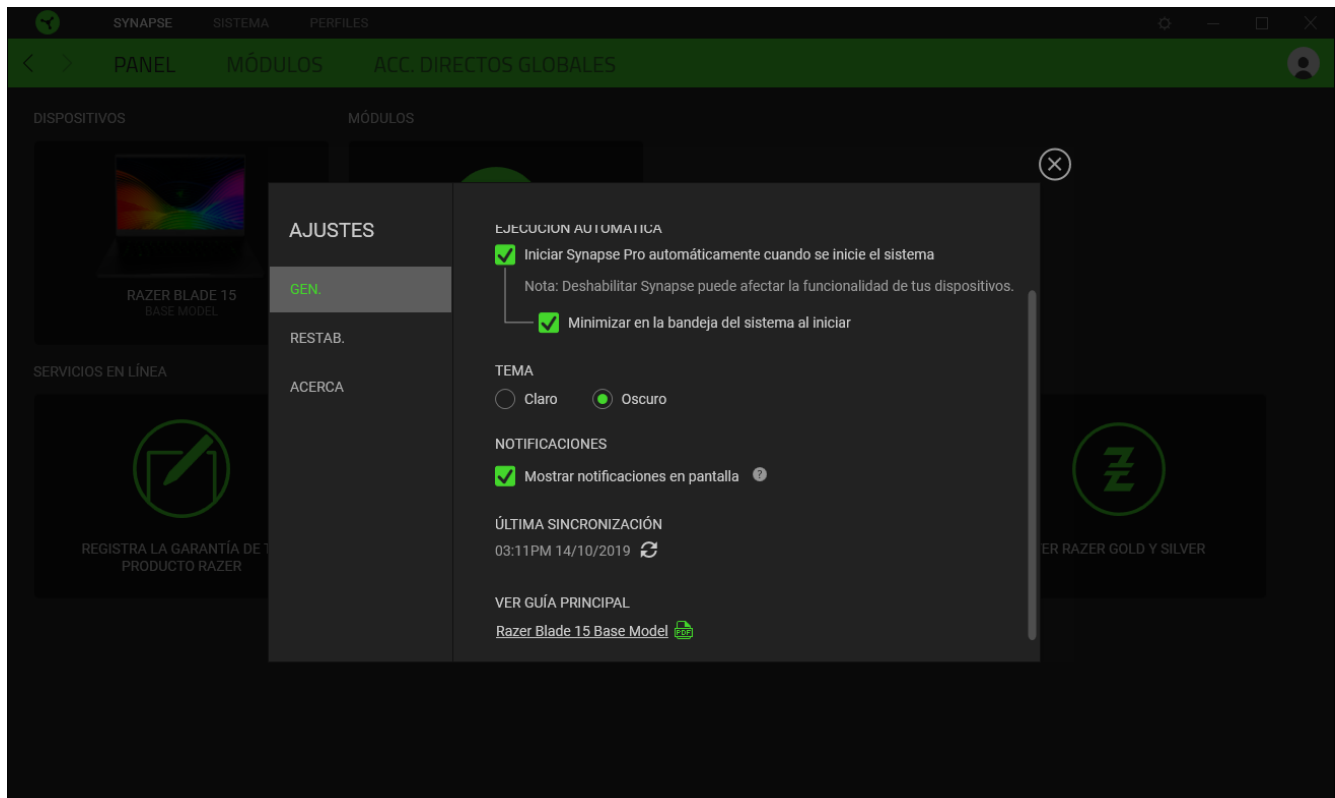 SYNAPSE SISTEMA PERFILES
PANEL MÓDULOS ACC. DIRECTOS GLOBALES
DISPOSITIVOS MÓDULOS
RAZER BLADE 15
BASE MODEL
SERVICIOS EN LÍNEA
REGISTRA LA GARANTÍA DE T
PRODUCTO RAZER
ER RAZER GOLD Y SILVER
AJUSTES
GEN.
RESTAB.
ACERCA
EJECUCIÓN AUTOMÁTICA
Iniciar Synapse Pro automáticamente cuando se inicie el sistema
Nota: Deshabilitar Synapse puede afectar la funcionalidad de tus dispositivos.
Minimizar en la bandeja del sistema al iniciar
TEMA
Claro Oscuro
NOTIFICACIONES
Mostrar notificaciones en pantalla ?
ÚLTIMA SINCRONIZACIÓN
03:11PM 14/10/2019
VER GUÍA PRINCIPAL
Razer Blade 15 Base Model PDF